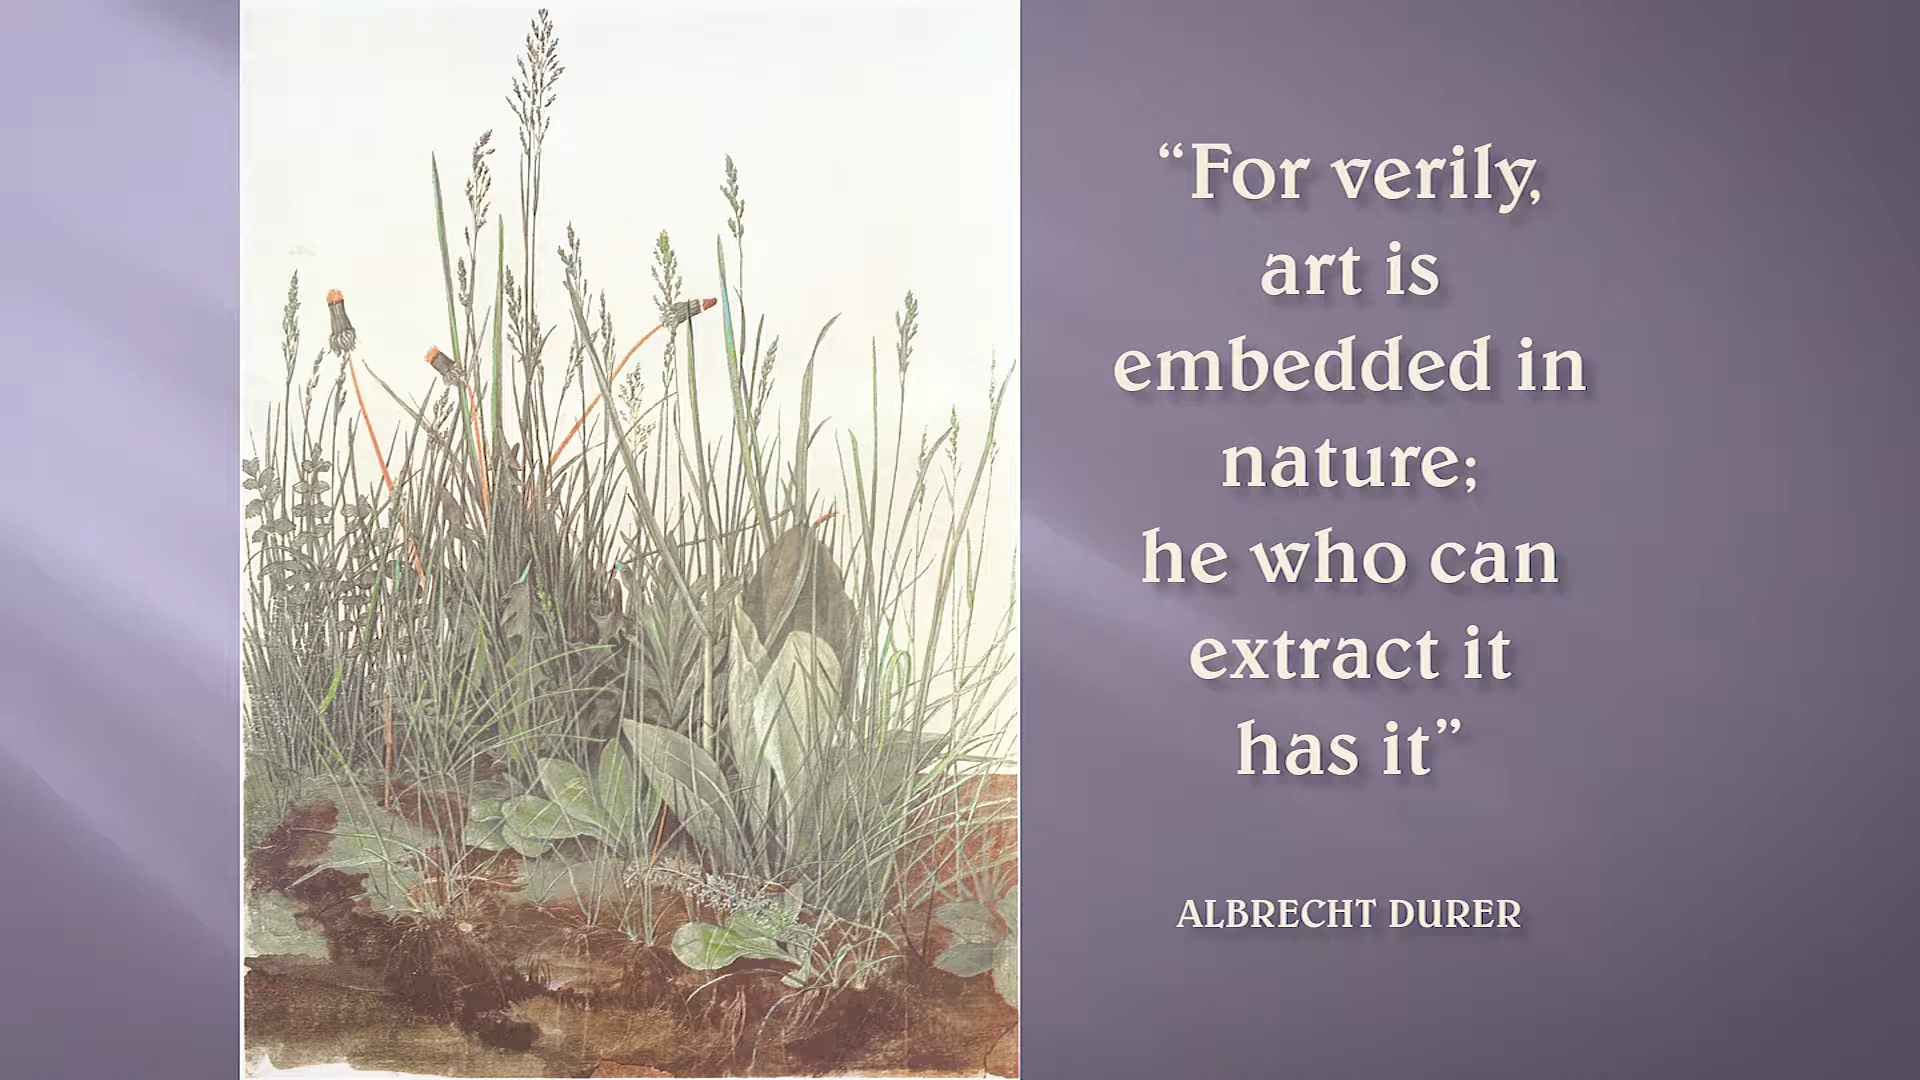 “For verily,
art is
embedded in
nature;
he who can
extract it
has it”
ALBRECHT DURER